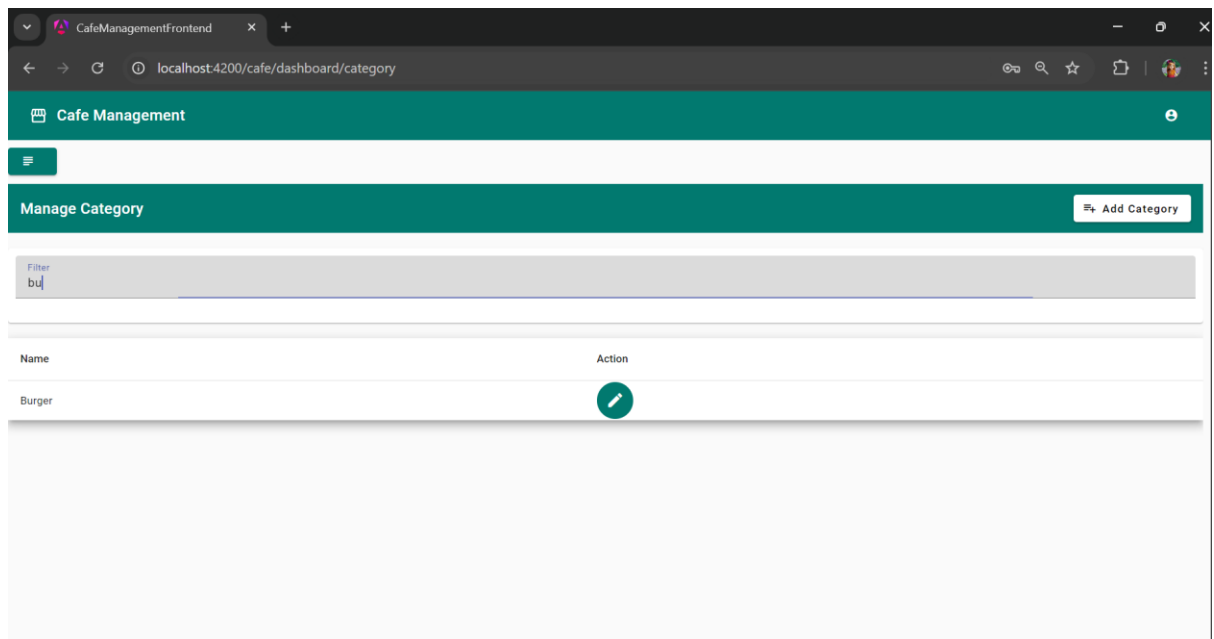 CafeManagementFrontend
localhost:4200/cafe/dashboard/category
Cafe Management
Manage Category
Add Category
Filter
bu
Name Action
Burger